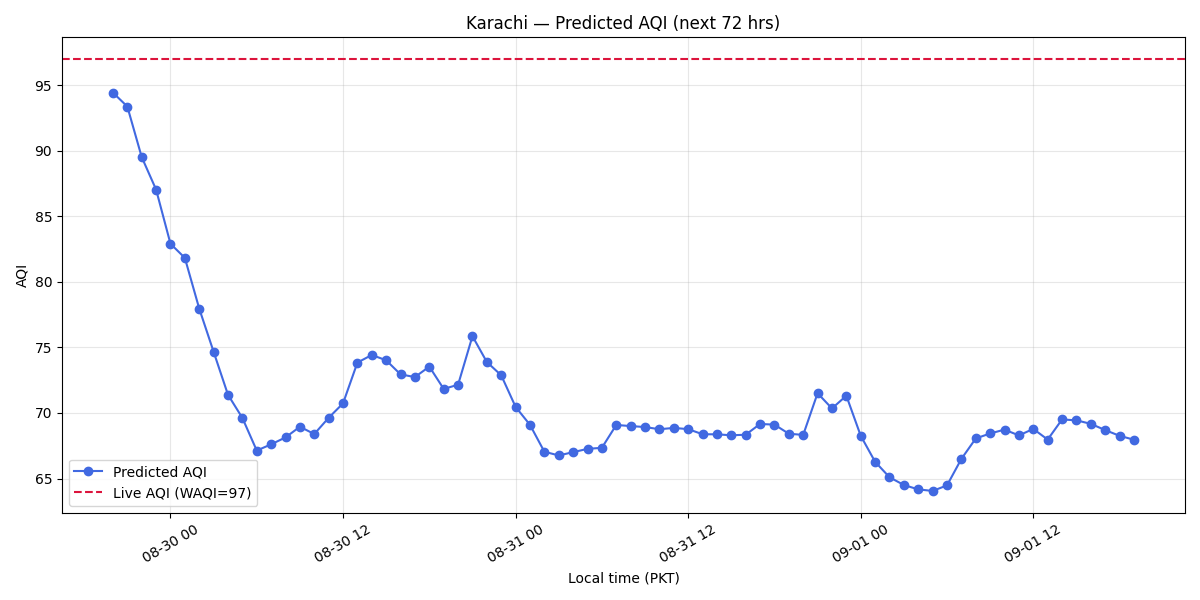 Karachi — Predicted AQI (next 72 hrs)
AQI
95
90
85
80
75
70
65
Predicted AQI
Live AQI (WAQI=97)
08-30 00
08-30 12
08-31 00
08-31 12
09-01 00
09-01 12
Local time (PKT)